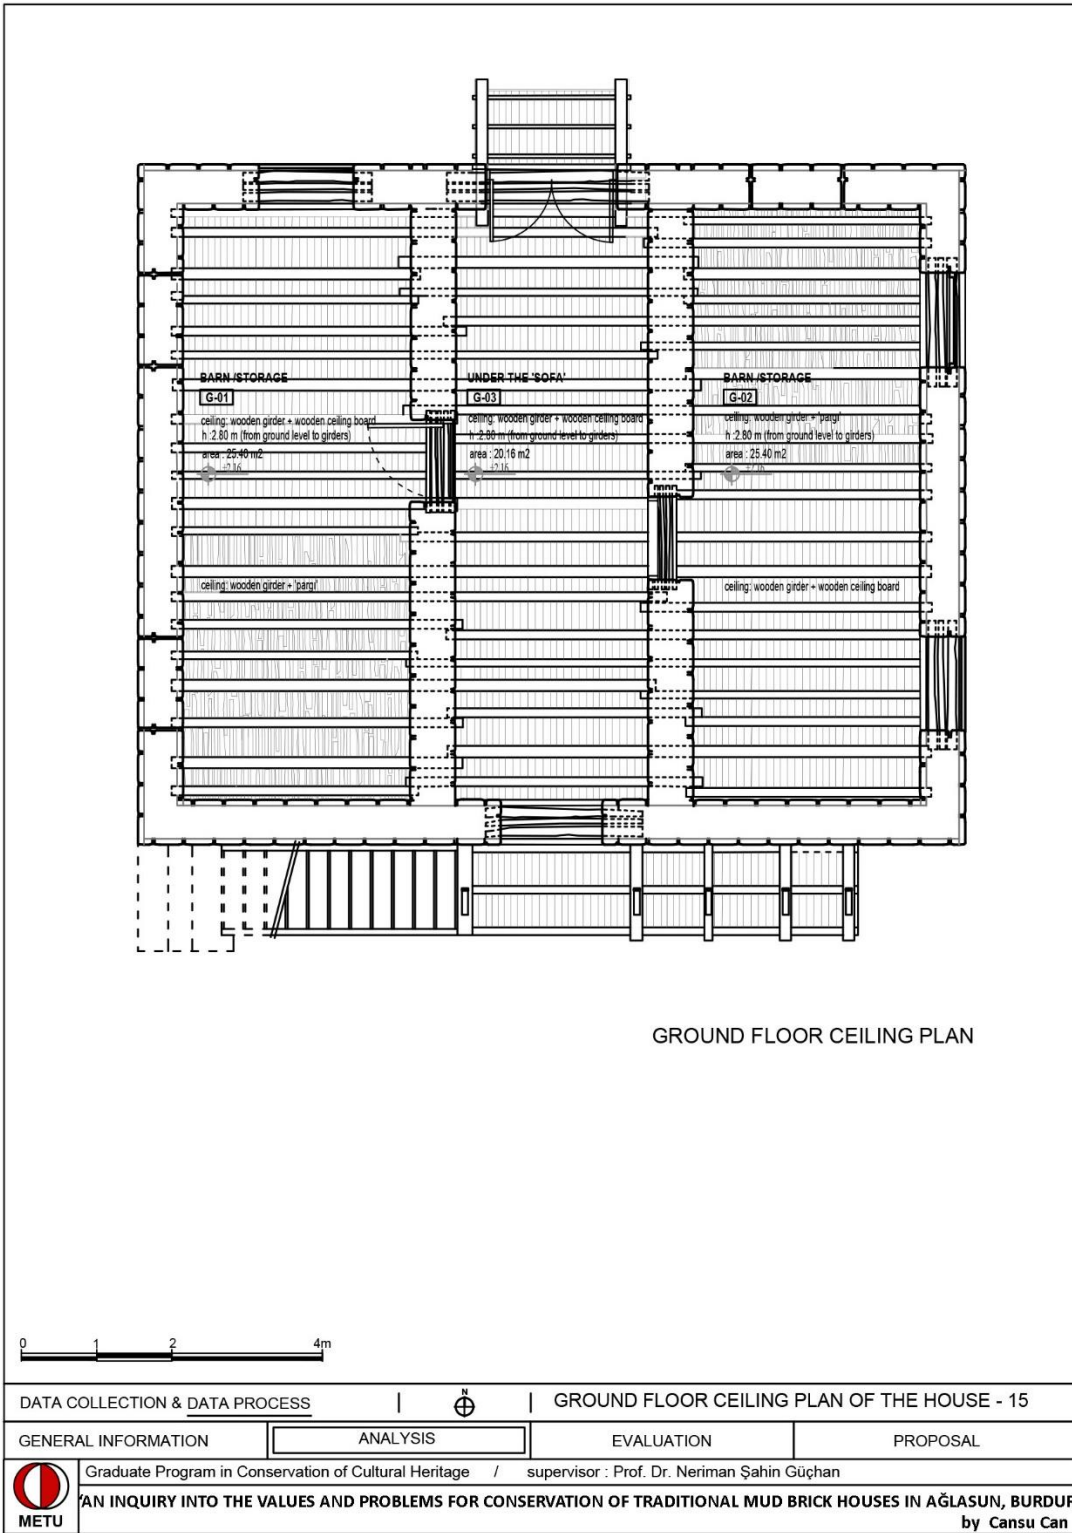 BARN /STORAGE
G-01
ceiling: wooden girder + wooden ceiling board
h :2.80 m (from ground level to girders)
area : 25.40 m2
+2.16
ceiling: wooden girder + 'pargı'
UNDER THE 'SOFA'
G-03
ceiling: wooden girder + wooden ceiling board
h :2.80 m (from ground level to girders)
area : 20.16 m2
+2.16
BARN /STORAGE
G-02
ceiling: wooden girder + 'pargı'
h :2.80 m (from ground level to girders)
area : 25.40 m2
+2.16
ceiling: wooden girder + wooden ceiling board
GROUND FLOOR CEILING PLAN
0 1 2 4m
DATA COLLECTION & DATA PROCESS
N
GROUND FLOOR CEILING PLAN OF THE HOUSE - 15
GENERAL INFORMATION
ANALYSIS
EVALUATION
PROPOSAL
METU
Graduate Program in Conservation of Cultural Heritage / supervisor : Prof. Dr. Neriman Şahin Güçhan
'AN INQUIRY INTO THE VALUES AND PROBLEMS FOR CONSERVATION OF TRADITIONAL MUD BRICK HOUSES IN AĞLASUN, BURDUR
by Cansu Can